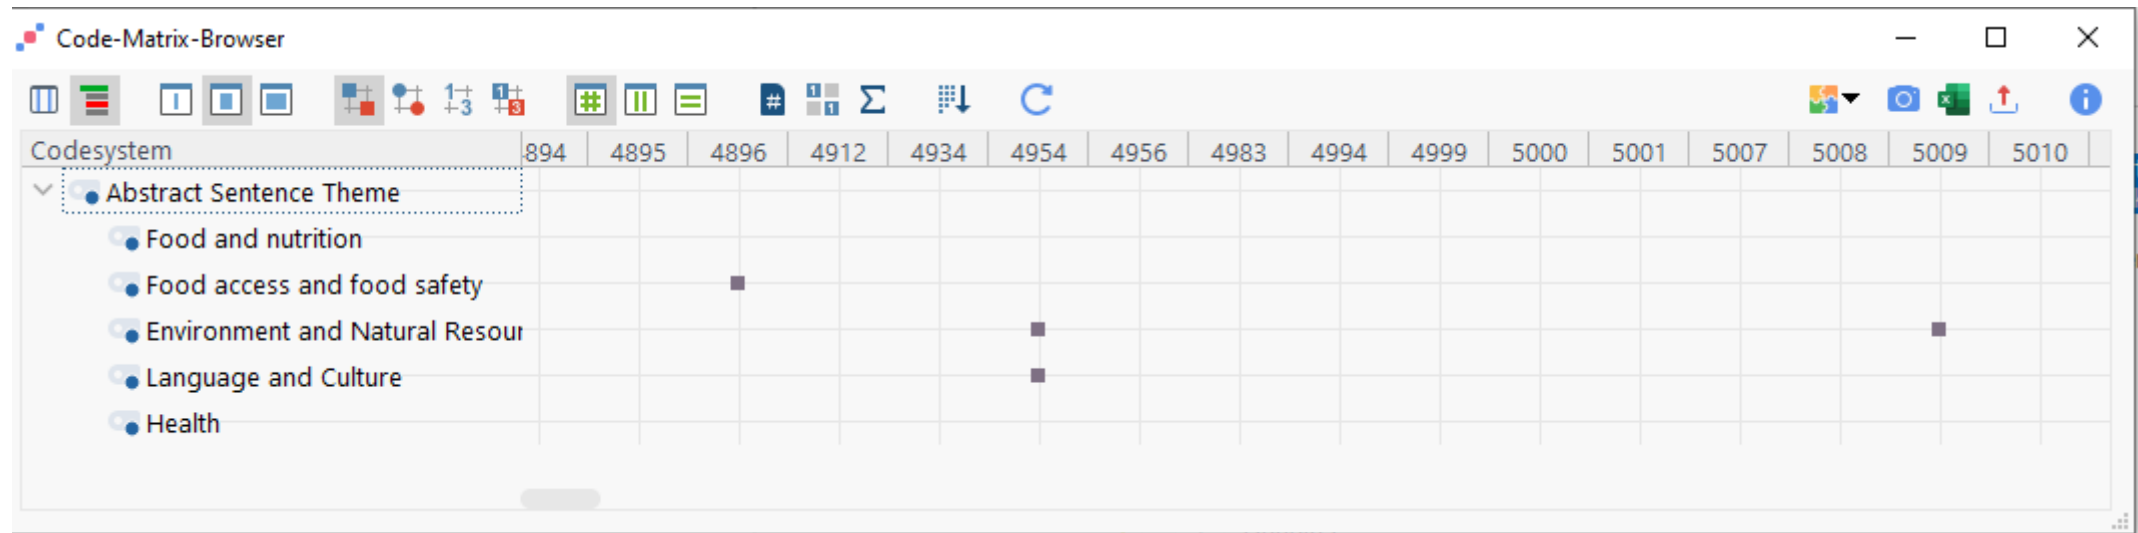 Code-Matrix-Browser
Codesystem 894 4895 4896 4912 4934 4954 4956 4983 4994 4999 5000 5001 5007 5008 5009 5010
Abstract Sentence Theme
Food and nutrition
Food access and food safety
Environment and Natural Resour
Language and Culture
Health